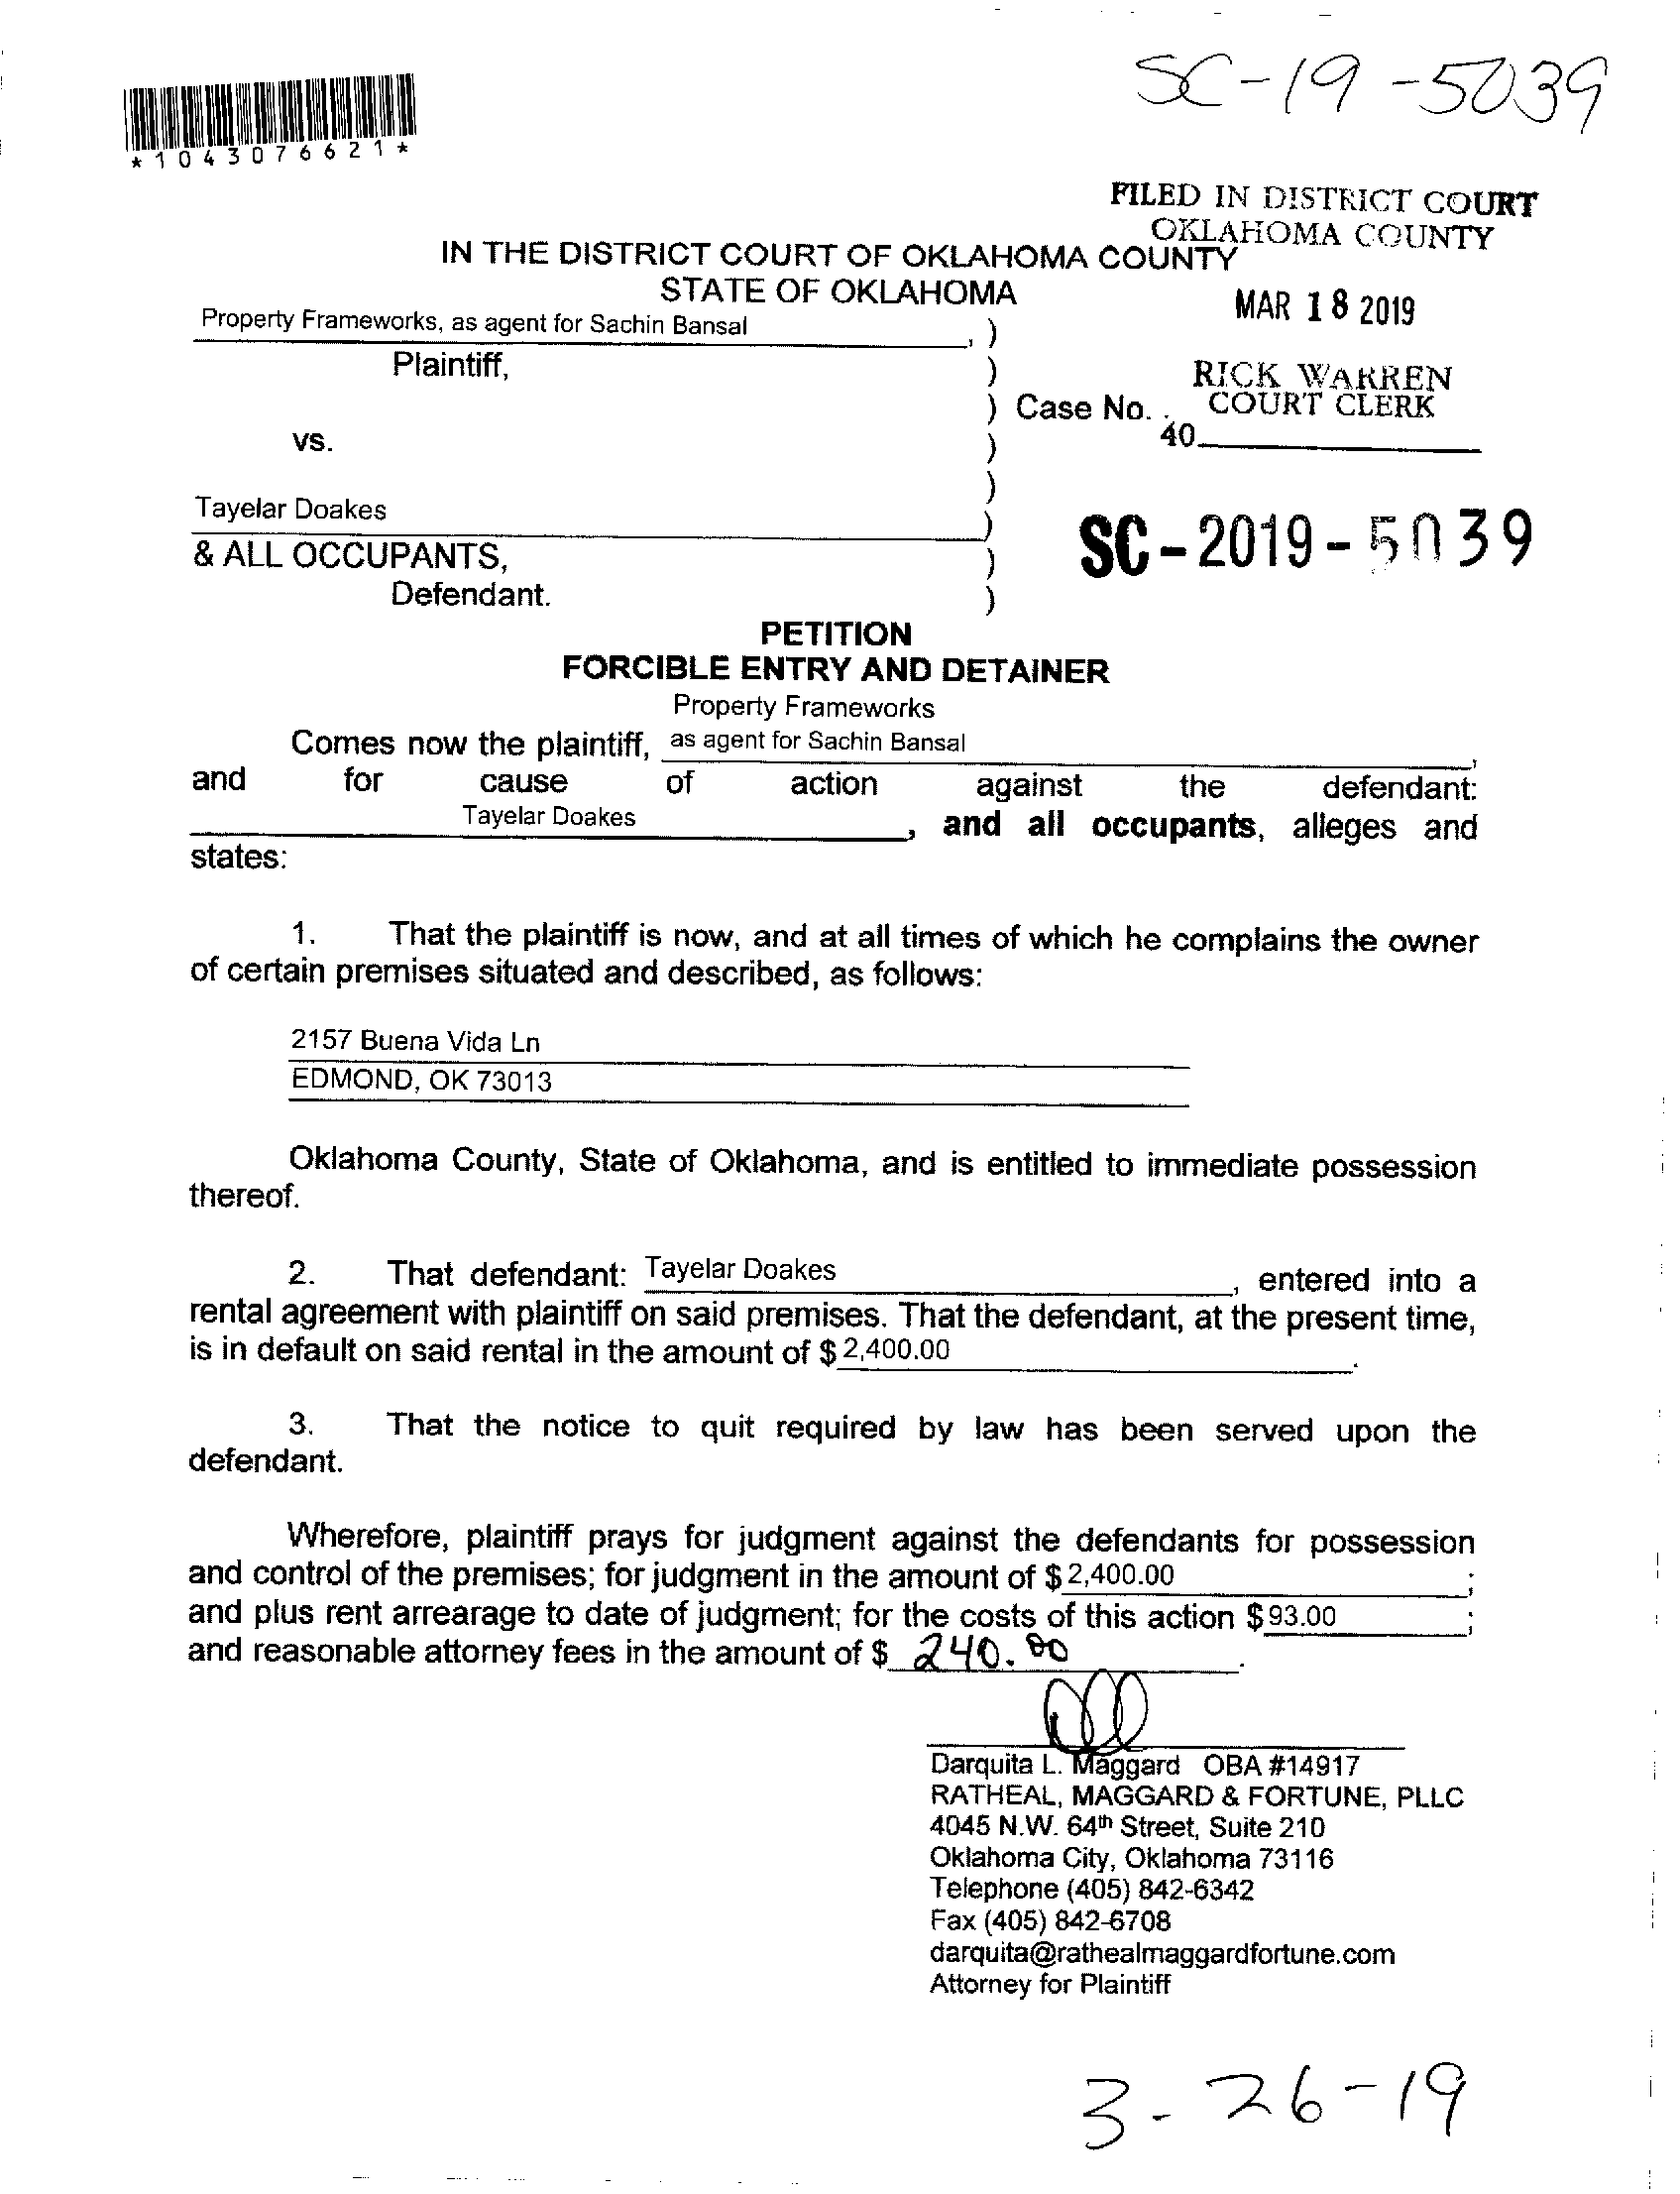 SC-19-5039
*1043076621*
FILED IN DISTRICT COURT
OKLAHOMA COUNTY
IN THE DISTRICT COURT OF OKLAHOMA COUNTY
STATE OF OKLAHOMA
MAR 18 2019
Property Frameworks, as agent for Sachin Bansal, )
Plaintiff, )
RICK WARREN
COURT CLERK
) Case No.
40
vs. )
)
Tayelar Doakes )
& ALL OCCUPANTS, )
SC-2019-5039
Defendant. )
PETITION
FORCIBLE ENTRY AND DETAINER
Property Frameworks
Comes now the plaintiff, as agent for Sachin Bansal,
and for cause of action against the defendant:
Tayelar Doakes, and all occupants, alleges and
states:
1. That the plaintiff is now, and at all times of which he complains the owner
of certain premises situated and described, as follows:
2157 Buena Vida Ln
EDMOND, OK 73013
Oklahoma County, State of Oklahoma, and is entitled to immediate possession
thereof.
2. That defendant: Tayelar Doakes, entered into a
rental agreement with plaintiff on said premises. That the defendant, at the present time,
is in default on said rental in the amount of $2,400.00.
3. That the notice to quit required by law has been served upon the
defendant.
Wherefore, plaintiff prays for judgment against the defendants for possession
and control of the premises; for judgment in the amount of $2,400.00;
and plus rent arrearage to date of judgment; for the costs of this action $93.00;
and reasonable attorney fees in the amount of $ 240.00.
Darquita L. Maggard OBA #14917
RATHEAL, MAGGARD & FORTUNE, PLLC
4045 N.W. 64th Street, Suite 210
Oklahoma City, Oklahoma 73116
Telephone (405) 842-6342
Fax (405) 842-6708
darquita@rathealmaggardfortune.com
Attorney for Plaintiff
3-26-19